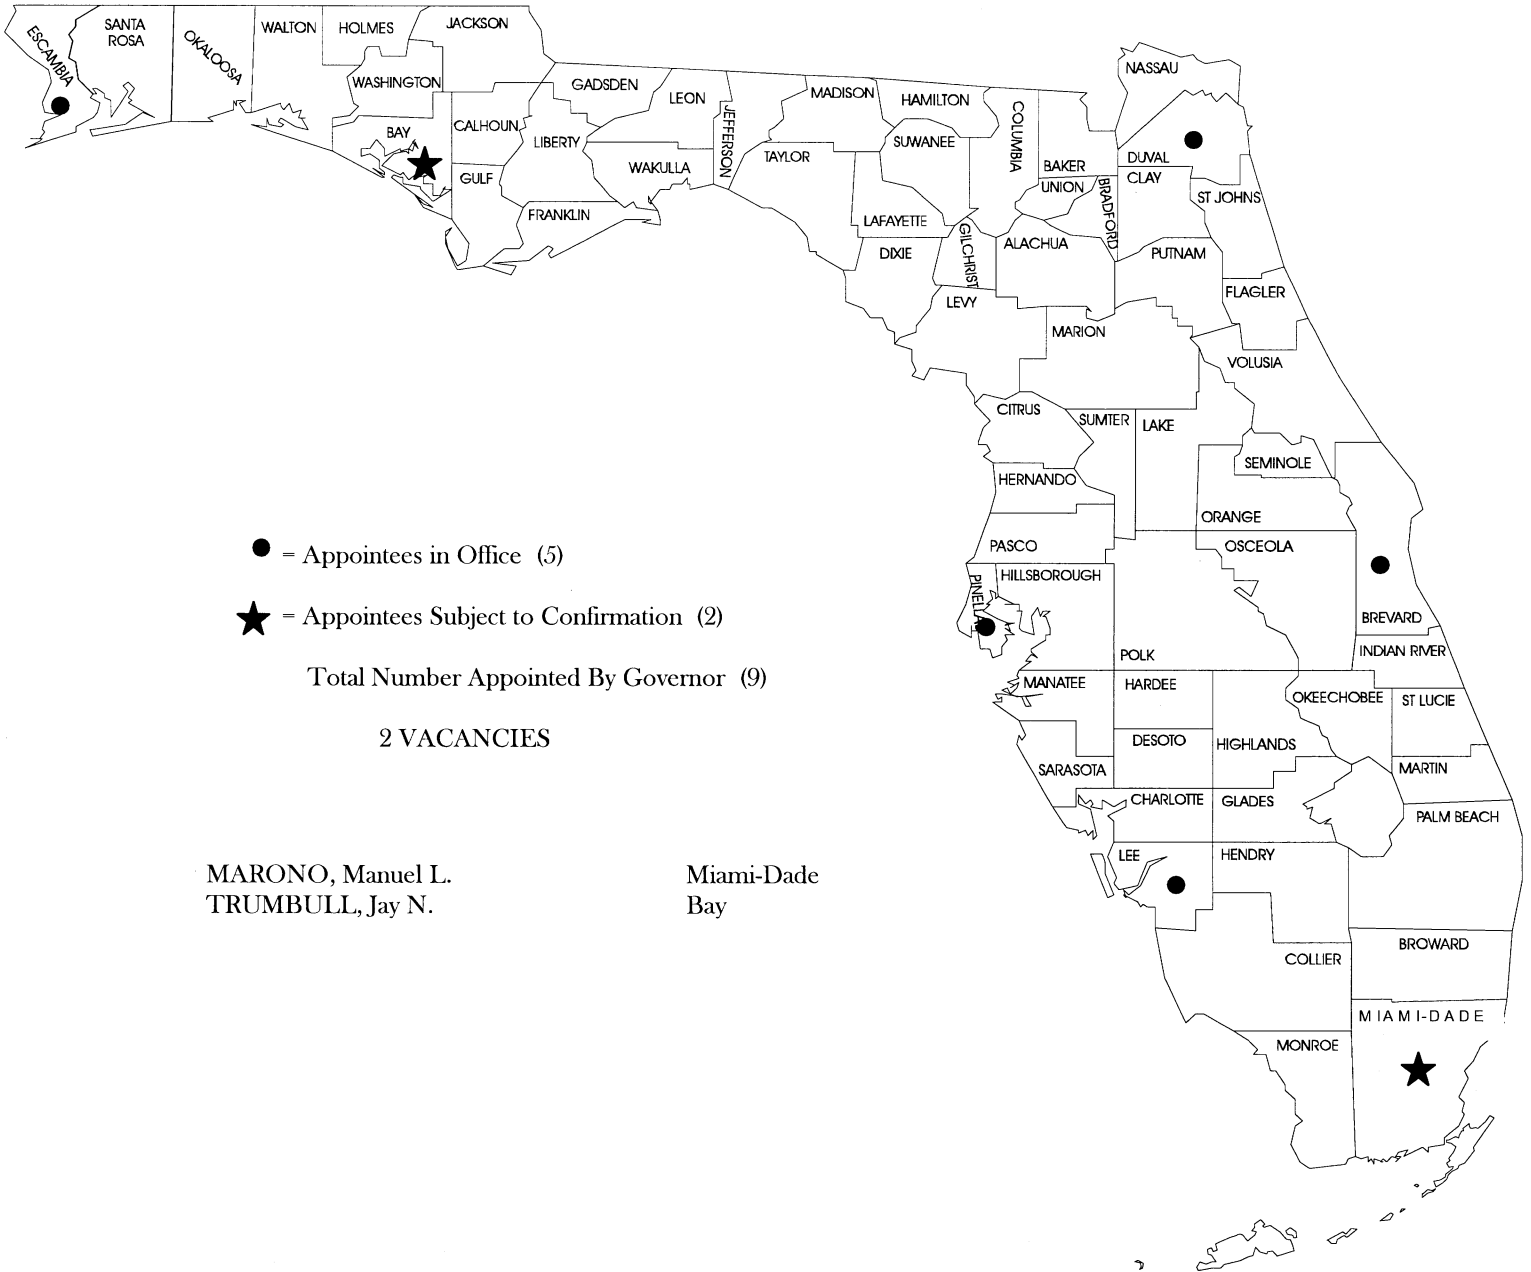 ESCAMBIA
SANTA
ROSA
OKALOOSA
WALTON
HOLMES
JACKSON
WASHINGTON
BAY
CALHOUN
GULF
GADSDEN
LIBERTY
LEON
WAKULLA
FRANKLIN
JEFFERSON
MADISON
TAYLOR
HAMILTON
SUWANEE
LAFAYETTE
DIXIE
COLUMBIA
GILCHRIST
NASSAU
BAKER
UNION
BRADFORD
DUVAL
CLAY
ST JOHNS
ALACHUA
PUTNAM
LEVY
FLAGLER
MARION
VOLUSIA
CITRUS
SUMTER
LAKE
SEMINOLE
HERNANDO
ORANGE
PASCO
OSCEOLA
PINELLA
HILLSBOROUGH
BREVARD
POLK
INDIAN RIVER
MANATEE
HARDEE
OKEECHOBEE
ST LUCIE
DESOTO
HIGHLANDS
SARASOTA
MARTIN
CHARLOTTE
GLADES
PALM BEACH
LEE
HENDRY
BROWARD
COLLIER
MIAMI-DADE
MONROE
= Appointees in Office (5)
= Appointees Subject to Confirmation (2)
Total Number Appointed By Governor (9)
2 VACANCIES
MARONO, Manuel L. Miami-Dade
TRUMBULL, Jay N. Bay